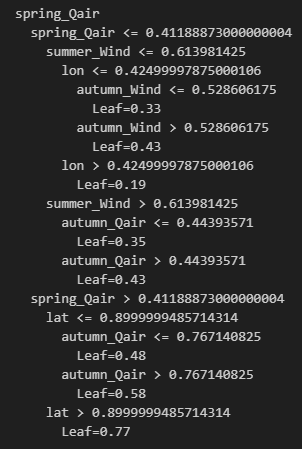 spring_Qair
spring_Qair <= 0.41188873000000004
summer_Wind <= 0.613981425
lon <= 0.42499997875000106
autumn_Wind <= 0.528606175
Leaf=0.33
autumn_Wind > 0.528606175
Leaf=0.43
lon > 0.42499997875000106
Leaf=0.19
summer_Wind > 0.613981425
autumn_Qair <= 0.44393571
Leaf=0.35
autumn_Qair > 0.44393571
Leaf=0.43
spring_Qair > 0.41188873000000004
lat <= 0.8999999485714314
autumn_Qair <= 0.767140825
Leaf=0.48
autumn_Qair > 0.767140825
Leaf=0.58
lat > 0.8999999485714314
Leaf=0.77